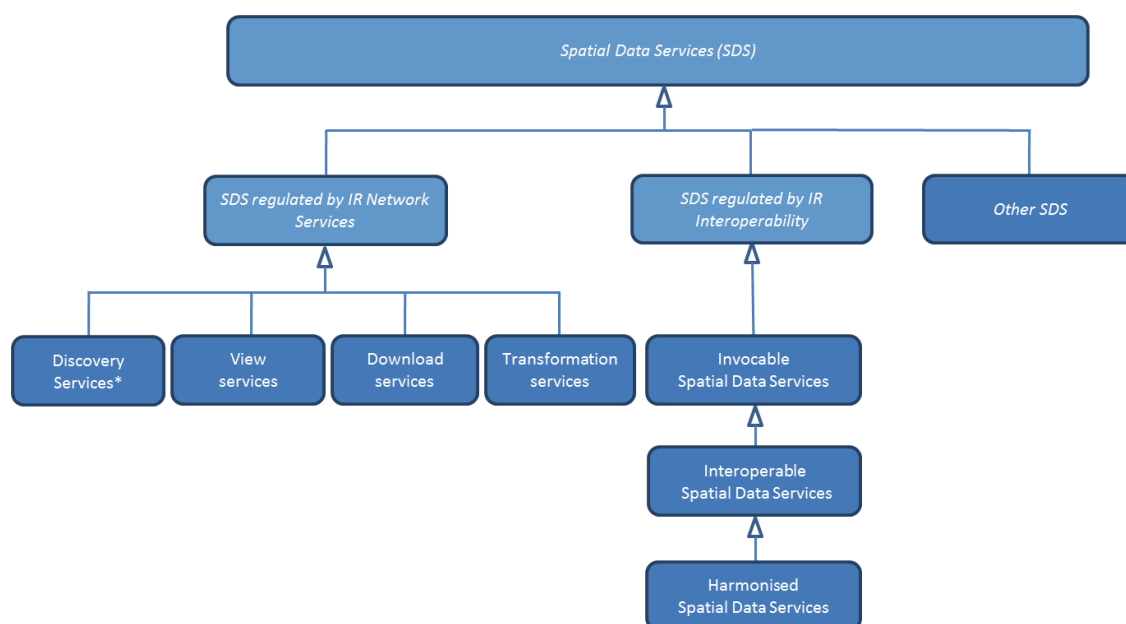 Spatial Data Services (SDS)
SDS regulated by IR Network
Services
SDS regulated by IR
Interoperability
Other SDS
Discovery
Services*
View
services
Download
services
Transformation
services
Invocable
Spatial Data Services
Interoperable
Spatial Data Services
Harmonised
Spatial Data Services